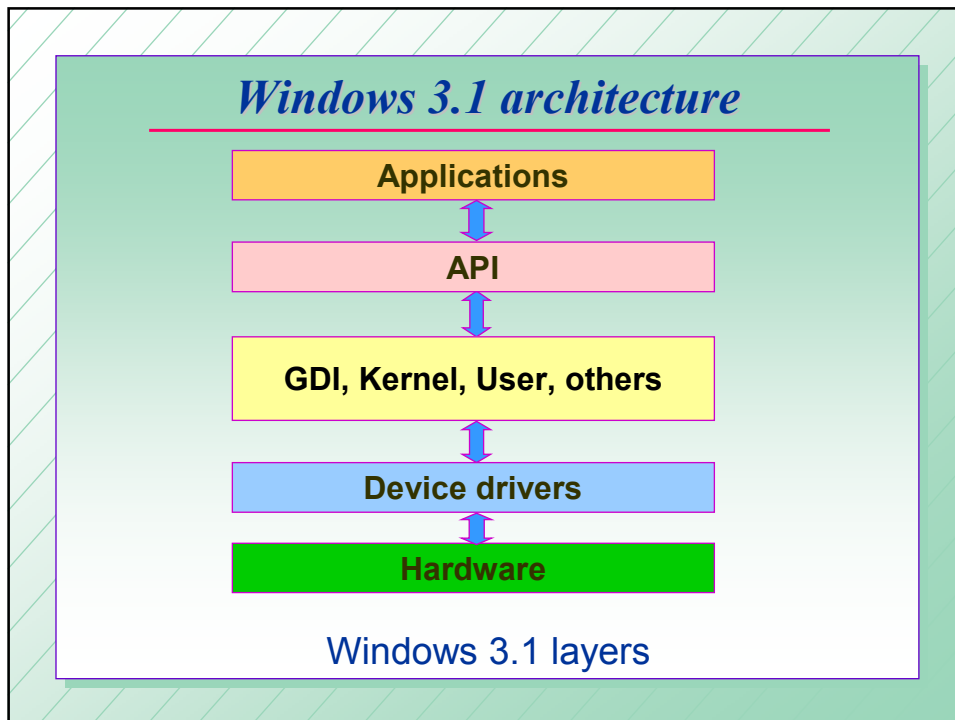 Windows 3.1 architecture
Applications
API
GDI, Kernel, User, others
Device drivers
Hardware
Windows 3.1 layers